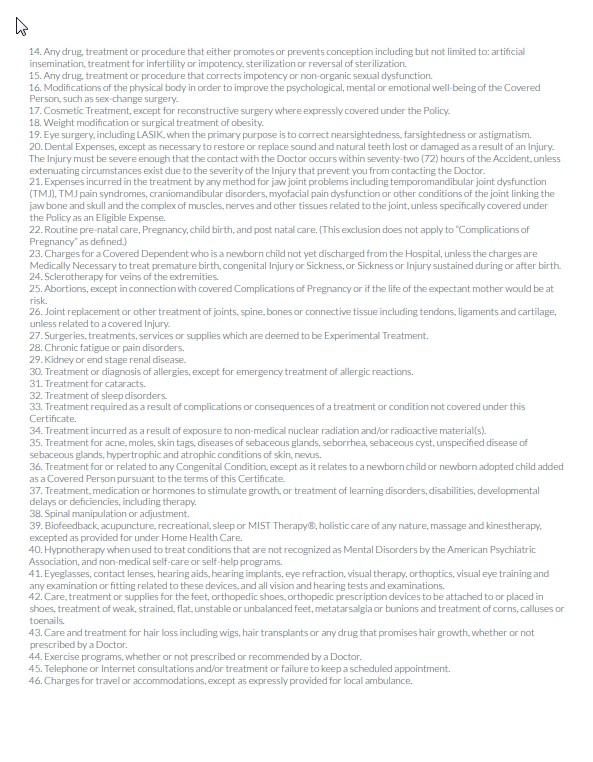 14. Any drug, treatment or procedure that either promotes or prevents conception including but not limited to: artificial
insemination, treatment for infertility or impotency, sterilization or reversal of sterilization.
15. Any drug, treatment or procedure that corrects impotency or non-organic sexual dysfunction.
16. Modifications of the physical body in order to improve the psychological, mental or emotional well-being of the Covered
Person, such as sex-change surgery.
17. Cosmetic Treatment, except for reconstructive surgery where expressly covered under the Policy.
18. Weight modification or surgical treatment of obesity.
19. Eye surgery, including LASIK, when the primary purpose is to correct nearsightedness, farsightedness or astigmatism.
20. Dental Expenses, except as necessary to restore or replace sound and natural teeth lost or damaged as a result of an Injury.
The Injury must be severe enough that the contact with the Doctor occurs within seventy-two (72) hours of the Accident, unless
extenuating circumstances exist due to the severity of the Injury that prevent you from contacting the Doctor.
21. Expenses incurred in the treatment by any method for jaw joint problems including temporomandibular joint dysfunction
(TMJ), TMJ pain syndromes, craniomandibular disorders, myofacial pain dysfunction or other conditions of the joint linking the
jaw bone and skull and the complex of muscles, nerves and other tissues related to the joint, unless specifically covered under
the Policy as an Eligible Expense.
22. Routine pre-natal care, Pregnancy, child birth, and post natal care. (This exclusion does not apply to “Complications of
Pregnancy” as defined.)
23. Charges for a Covered Dependent who is a newborn child not yet discharged from the Hospital, unless the charges are
Medically Necessary to treat premature birth, congenital Injury or Sickness, or Sickness or Injury sustained during or after birth.
24. Sclerotherapy for veins of the extremities.
25. Abortions, except in connection with covered Complications of Pregnancy or if the life of the expectant mother would be at
risk.
26. Joint replacement or other treatment of joints, spine, bones or connective tissue including tendons, ligaments and cartilage,
unless related to a covered Injury.
27. Surgeries, treatments, services or supplies which are deemed to be Experimental Treatment.
28. Chronic fatigue or pain disorders.
29. Kidney or end stage renal disease.
30. Treatment or diagnosis of allergies, except for emergency treatment of allergic reactions.
31. Treatment for cataracts.
32. Treatment of sleep disorders.
33. Treatment required as a result of complications or consequences of a treatment or condition not covered under this
Certificate.
34. Treatment incurred as a result of exposure to non-medical nuclear radiation and/or radioactive material(s).
35. Treatment for acne, moles, skin tags, diseases of sebaceous glands, seborrhea, sebaceous cyst, unspecified disease of
sebaceous glands, hypertrophic and atrophic conditions of skin, nevus.
36. Treatment for or related to any Congenital Condition, except as it relates to a newborn child or newborn adopted child added
as a Covered Person pursuant to the terms of this Certificate.
37. Treatment, medication or hormones to stimulate growth, or treatment of learning disorders, disabilities, developmental
delays or deficiencies, including therapy.
38. Spinal manipulation or adjustment.
39. Biofeedback, acupuncture, recreational, sleep or MIST Therapy®, holistic care of any nature, massage and kinestherapy,
excepted as provided for under Home Health Care.
40. Hypnotherapy when used to treat conditions that are not recognized as Mental Disorders by the American Psychiatric
Association, and non-medical self-care or self-help programs.
41. Eyeglasses, contact lenses, hearing aids, hearing implants, eye refraction, visual therapy, orthoptics, visual eye training and
any examination or fitting related to these devices, and all vision and hearing tests and examinations.
42. Care, treatment or supplies for the feet, orthopedic shoes, orthopedic prescription devices to be attached to or placed in
shoes, treatment of weak, strained, flat, unstable or unbalanced feet, metatarsalgia or bunions and treatment of corns, calluses or
toenails.
43. Care and treatment for hair loss including wigs, hair transplants or any drug that promises hair growth, whether or not
prescribed by a Doctor.
44. Exercise programs, whether or not prescribed or recommended by a Doctor.
45. Telephone or Internet consultations and/or treatment or failure to keep a scheduled appointment.
46. Charges for travel or accommodations, except as expressly provided for local ambulance.